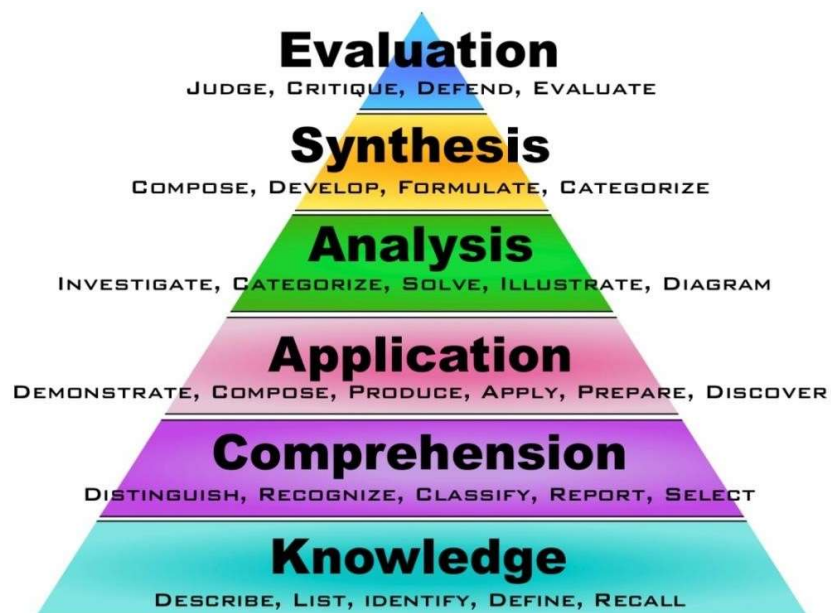 Evaluation
Judge, Critique, Defend, Evaluate
Synthesis
Compose, Develop, Formulate, Categorize
Analysis
Investigate, Categorize, Solve, Illustrate, Diagram
Application
Demonstrate, Compose, Produce, Apply, Prepare, Discover
Comprehension
Distinguish, Recognize, Classify, Report, Select
Knowledge
Describe, List, identify, Define, Recall